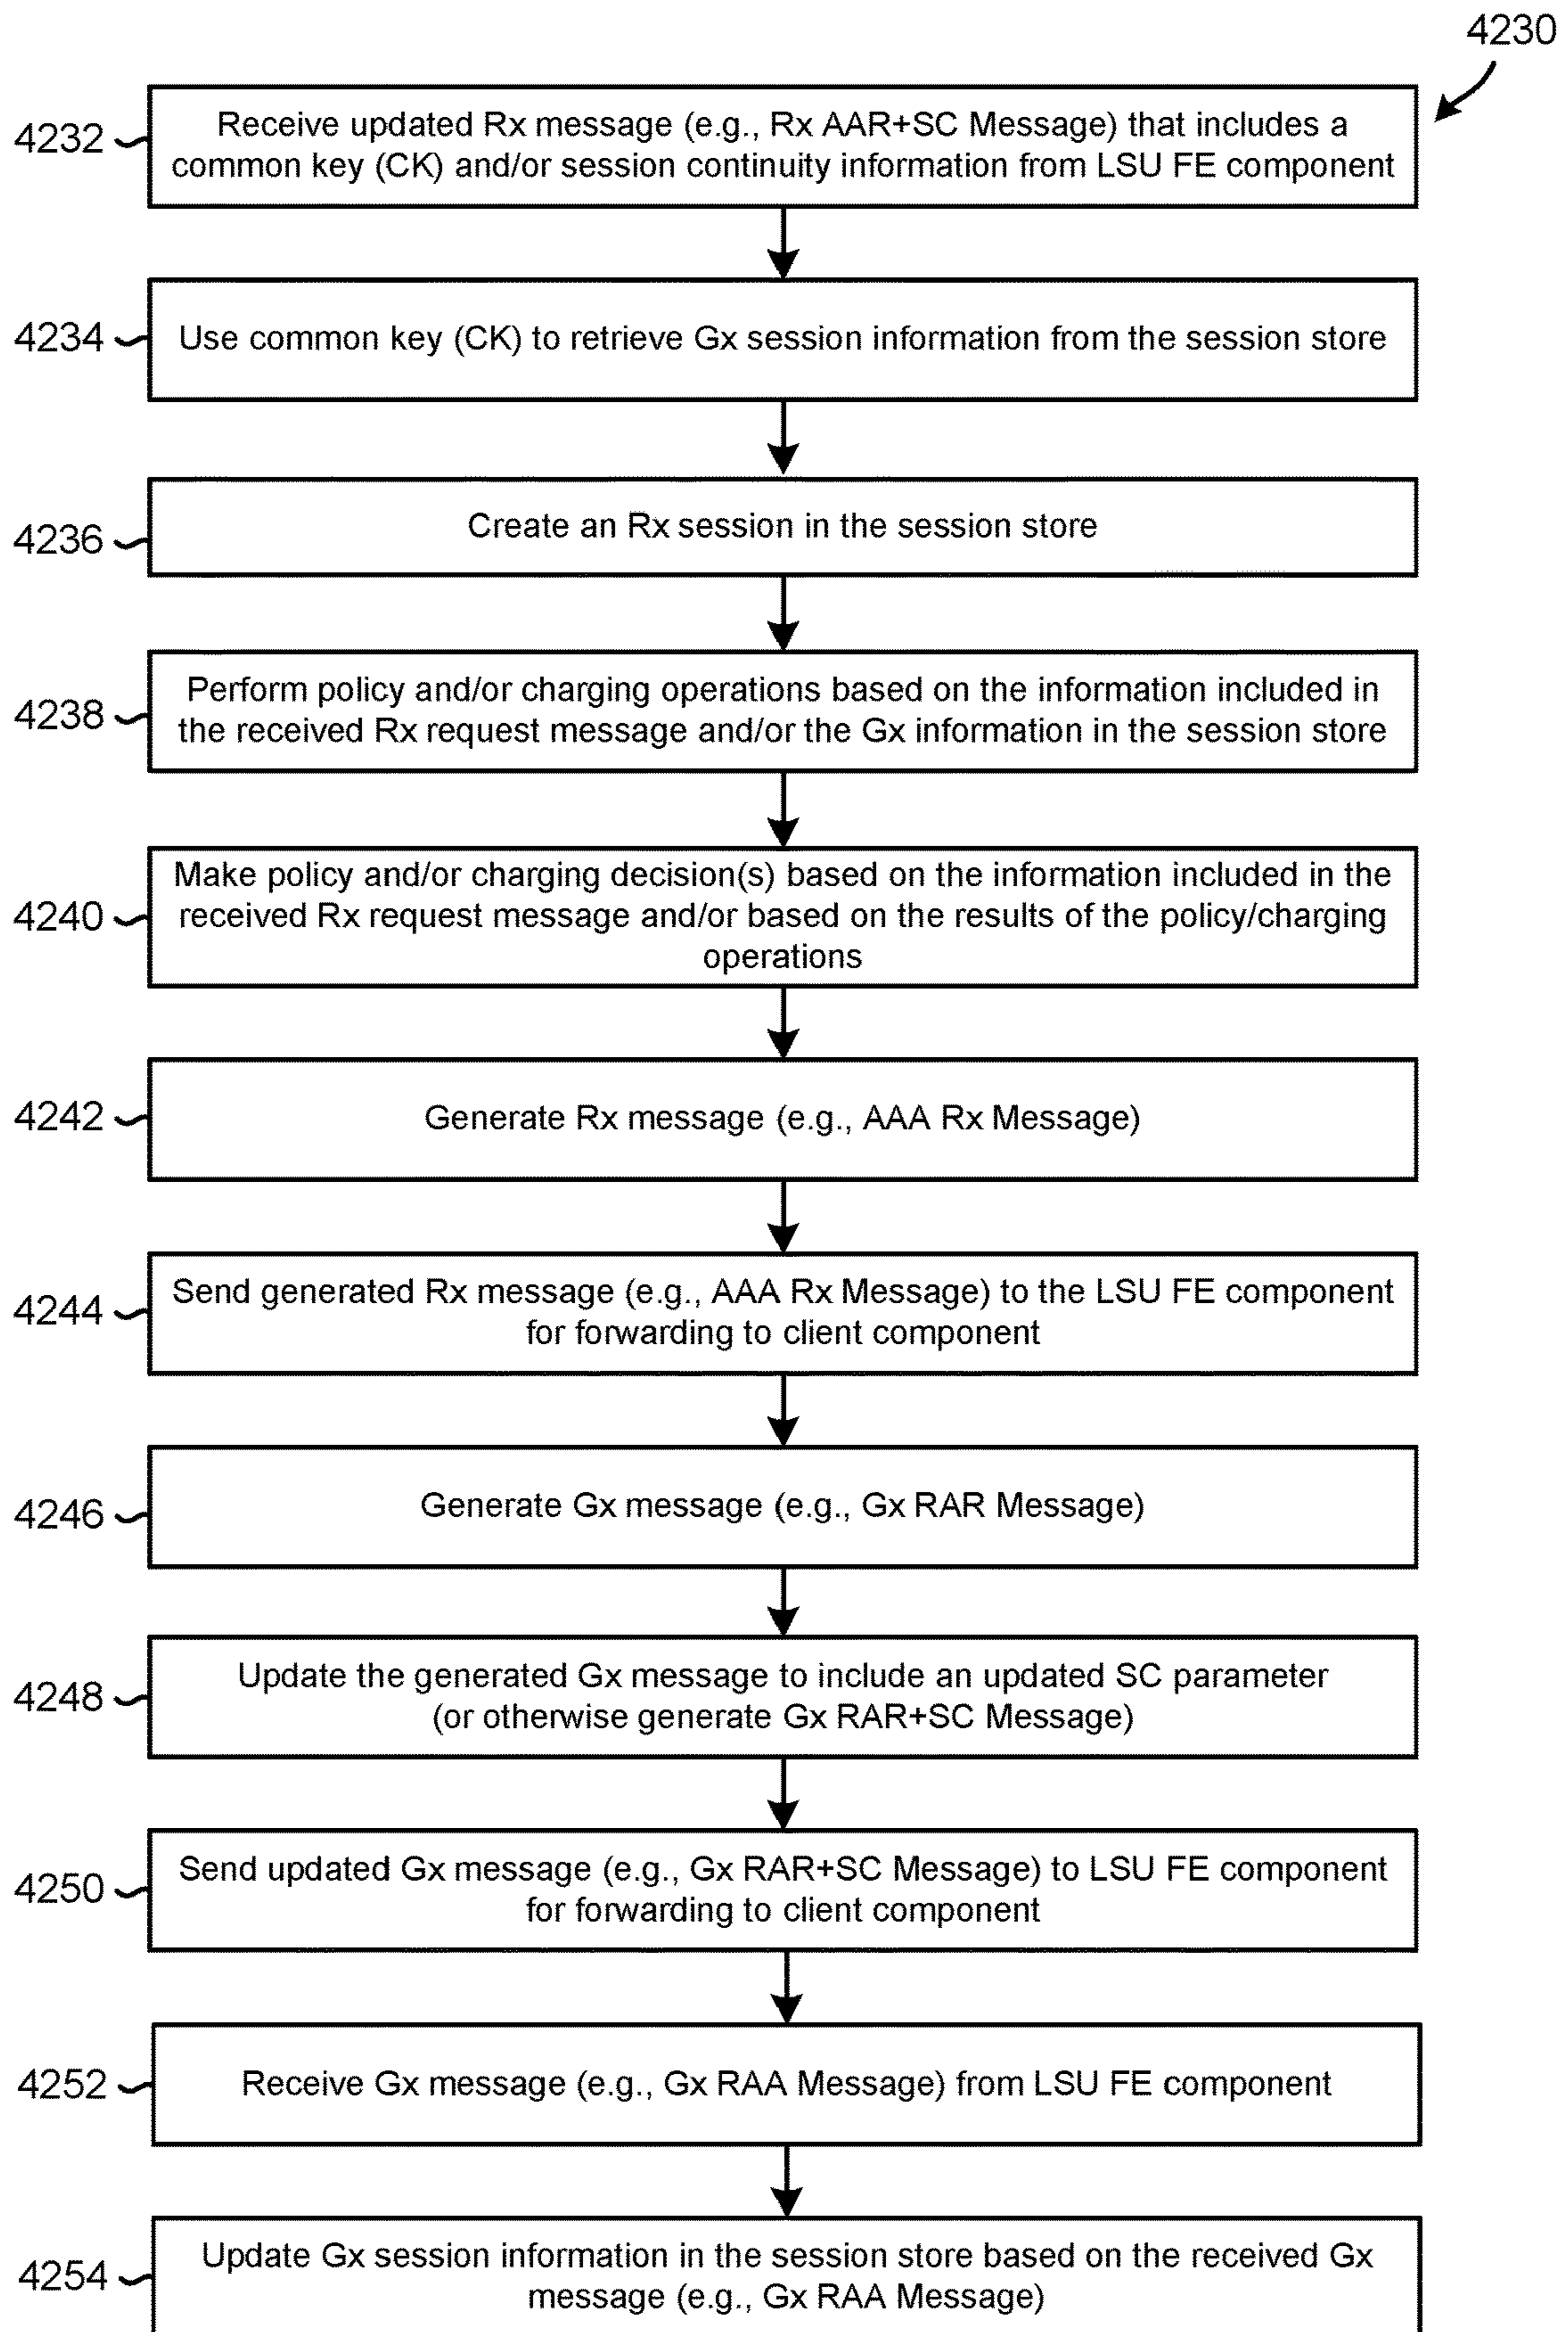 4230
4232
Receive updated Rx message (e.g., Rx AAR+SC Message) that includes a
common key (CK) and/or session continuity information from LSU FE component
4234
Use common key (CK) to retrieve Gx session information from the session store
4236
Create an Rx session in the session store
4238
Perform policy and/or charging operations based on the information included in
the received Rx request message and/or the Gx information in the session store
4240
Make policy and/or charging decision(s) based on the information included in the
received Rx request message and/or based on the results of the policy/charging
operations
4242
Generate Rx message (e.g., AAA Rx Message)
4244
Send generated Rx message (e.g., AAA Rx Message) to the LSU FE component
for forwarding to client component
4246
Generate Gx message (e.g., Gx RAR Message)
4248
Update the generated Gx message to include an updated SC parameter
(or otherwise generate Gx RAR+SC Message)
4250
Send updated Gx message (e.g., Gx RAR+SC Message) to LSU FE component
for forwarding to client component
4252
Receive Gx message (e.g., Gx RAA Message) from LSU FE component
4254
Update Gx session information in the session store based on the received Gx
message (e.g., Gx RAA Message)